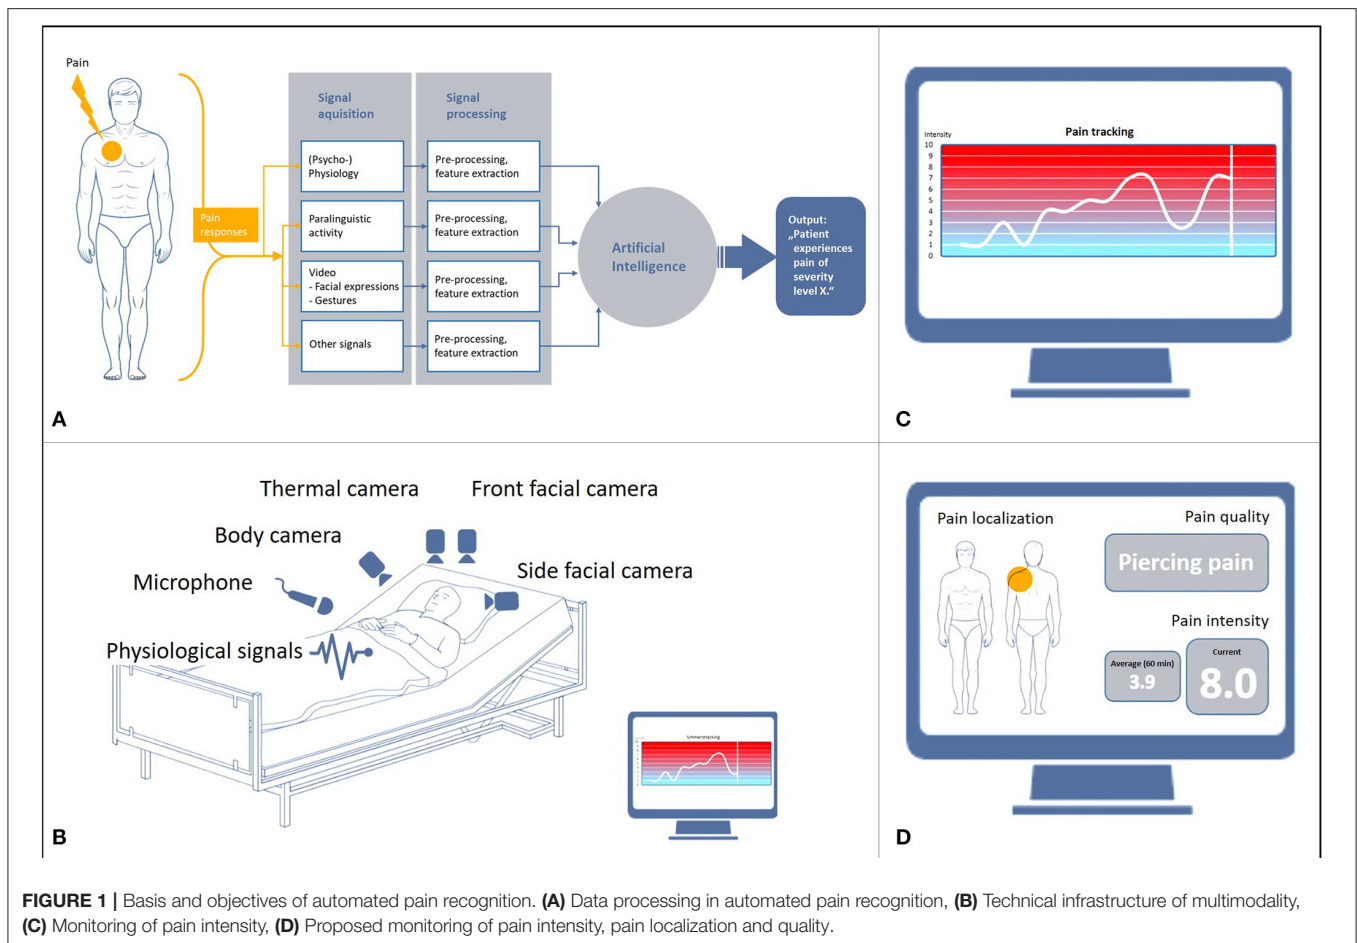 Pain
Pain
responses
Signal
aquisition
Signal
processing
(Psycho-)
Physiology
Pre-processing,
feature extraction
Paralinguistic
activity
Pre-processing,
feature extraction
Video
- Facial expressions
- Gestures
Pre-processing,
feature extraction
Other signals
Pre-processing,
feature extraction
Artificial
Intelligence
Output:
„Patient
experiences
pain of
severity
level X.“
A
Pain tracking
Intensity
10
9
8
7
6
5
4
3
2
1
0
C
Thermal camera
Front facial camera
Body camera
Side facial camera
Microphone
Physiological signals
Schmerztracking
B
Pain localization
Pain quality
Piercing pain
Pain intensity
Average (60 min)
3.9
Current
8.0
D
FIGURE 1 | Basis and objectives of automated pain recognition. (A) Data processing in automated pain recognition, (B) Technical infrastructure of multimodality,
(C) Monitoring of pain intensity, (D) Proposed monitoring of pain intensity, pain localization and quality.